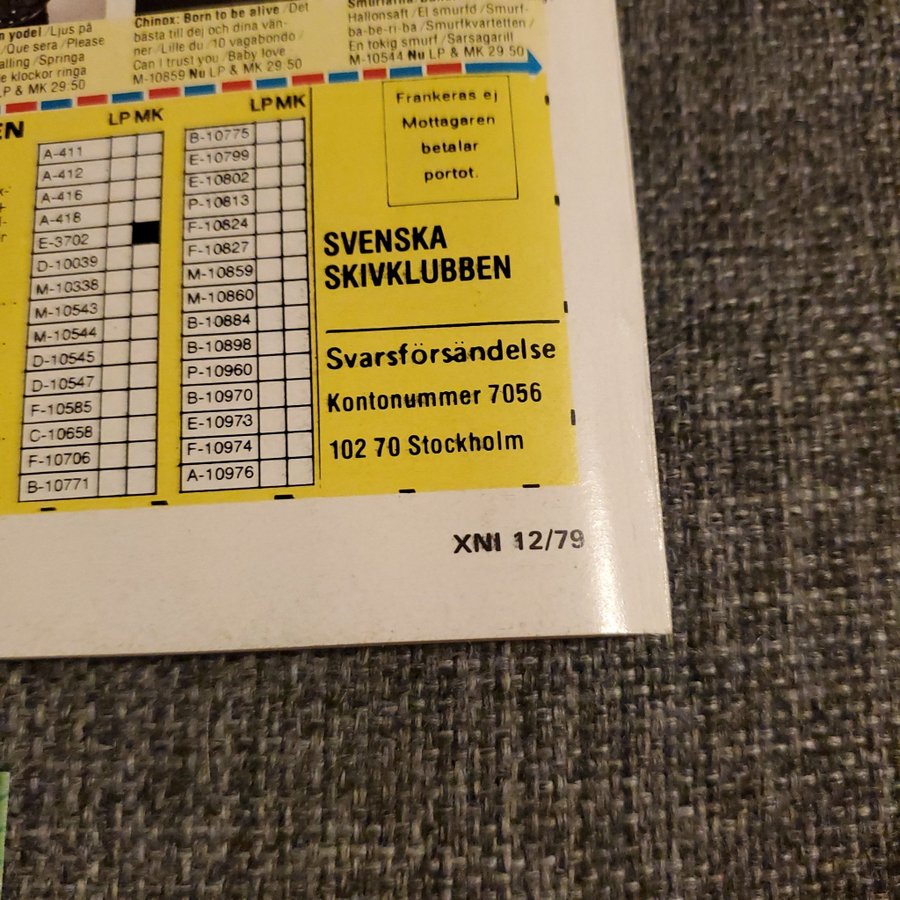 n yodel / Ljus på
/ Que sera / Please
alling / Springa
e klockor ringa
LP & MK 29:50
Chinox: Born to be alive / Det
bästa till dej och dina vän-
ner / Lille du / 10 vagabondo /
Can I trust you / Baby love
M-10859 Nu LP & MK 29:50
Hallonsaft / El smurfd / Smurf-
ba-be-ri-ba / Smurfkvartetten /
En tokig smurf / Sarsagarill
M-10544 Nu LP & MK 29:50
EN
LP MK
A-411
A-412
A-416
A-418
E-3702
D-10039
M-10338
M-10543
M-10544
D-10545
D-10547
F-10585
C-10658
F-10706
B-10771
LP MK
B-10775
E-10799
E-10802
P-10813
F-10824
F-10827
M-10859
M-10860
B-10884
B-10898
P-10960
B-10970
E-10973
F-10974
A-10976
Frankeras ej
Mottagaren
betalar
portot.
SVENSKA
SKIVKLUBBEN
Svarsförsändelse
Kontonummer 7056
102 70 Stockholm
XNI 12/79